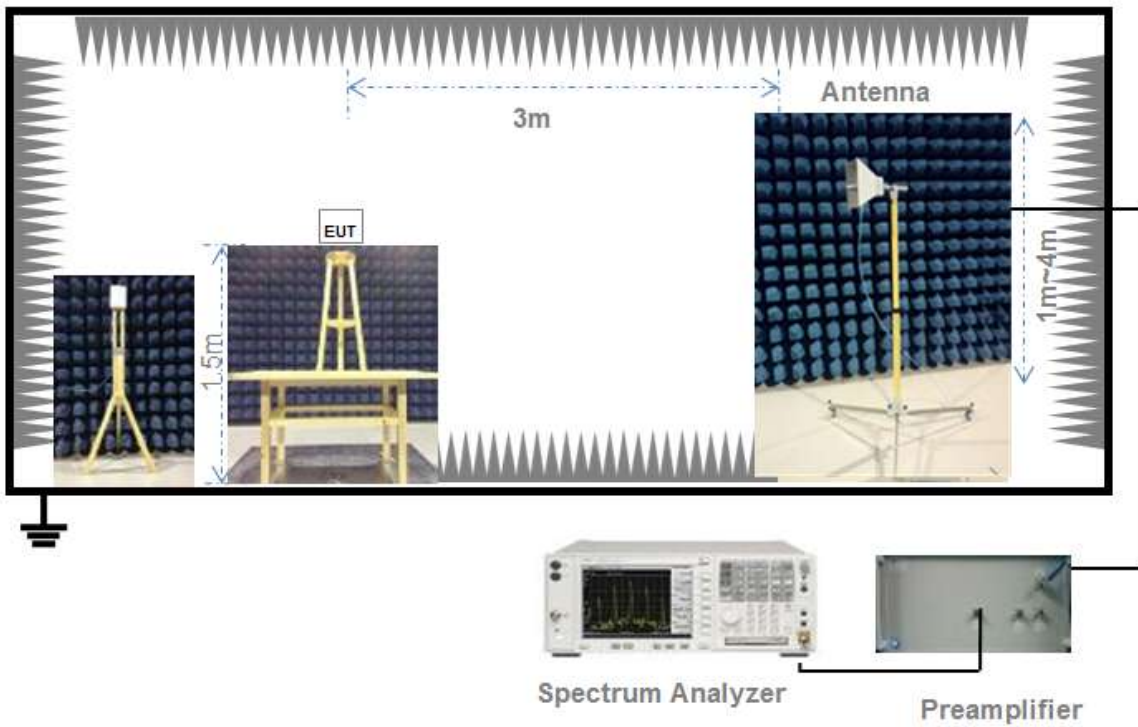 Antenna
3m
EUT
1.5m
1m~4m
Spectrum Analyzer
Preamplifier